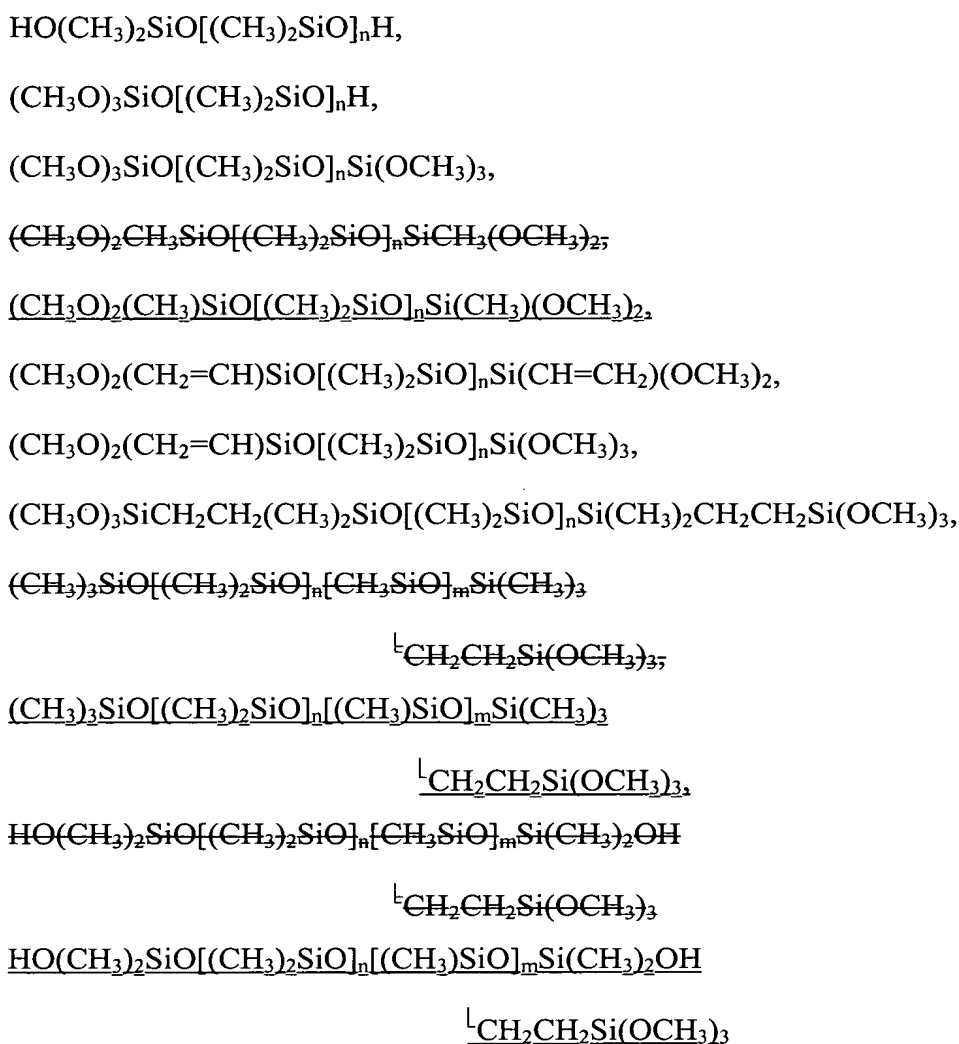 HO(CH₃)₂SiO[(CH₃)₂SiO]ₙH,
(CH₃O)₃SiO[(CH₃)₂SiO]ₙH,
(CH₃O)₃SiO[(CH₃)₂SiO]ₙSi(OCH₃)₃,
(CH₃O)₂CH₃SiO[(CH₃)₂SiO]ₙSiCH₃(OCH₃)₂,
(CH₃O)₂(CH₃)SiO[(CH₃)₂SiO]ₙSi(CH₃)(OCH₃)₂,
(CH₃O)₂(CH₂=CH)SiO[(CH₃)₂SiO]ₙSi(CH=CH₂)(OCH₃)₂,
(CH₃O)₂(CH₂=CH)SiO[(CH₃)₂SiO]ₙSi(OCH₃)₃,
(CH₃O)₃SiCH₂CH₂(CH₃)₂SiO[(CH₃)₂SiO]ₙSi(CH₃)₂CH₂CH₂Si(OCH₃)₃,
(CH₃)₃SiO[(CH₃)₂SiO]ₙ[CH₃SiO]ₘSi(CH₃)₃
└CH₂CH₂Si(OCH₃)₃,
(CH₃)₃SiO[(CH₃)₂SiO]ₙ[(CH₃)SiO]ₘSi(CH₃)₃
└CH₂CH₂Si(OCH₃)₃,
HO(CH₃)₂SiO[(CH₃)₂SiO]ₙ[CH₃SiO]ₘSi(CH₃)₂OH
└CH₂CH₂Si(OCH₃)₃
HO(CH₃)₂SiO[(CH₃)₂SiO]ₙ[(CH₃)SiO]ₘSi(CH₃)₂OH
└CH₂CH₂Si(OCH₃)₃